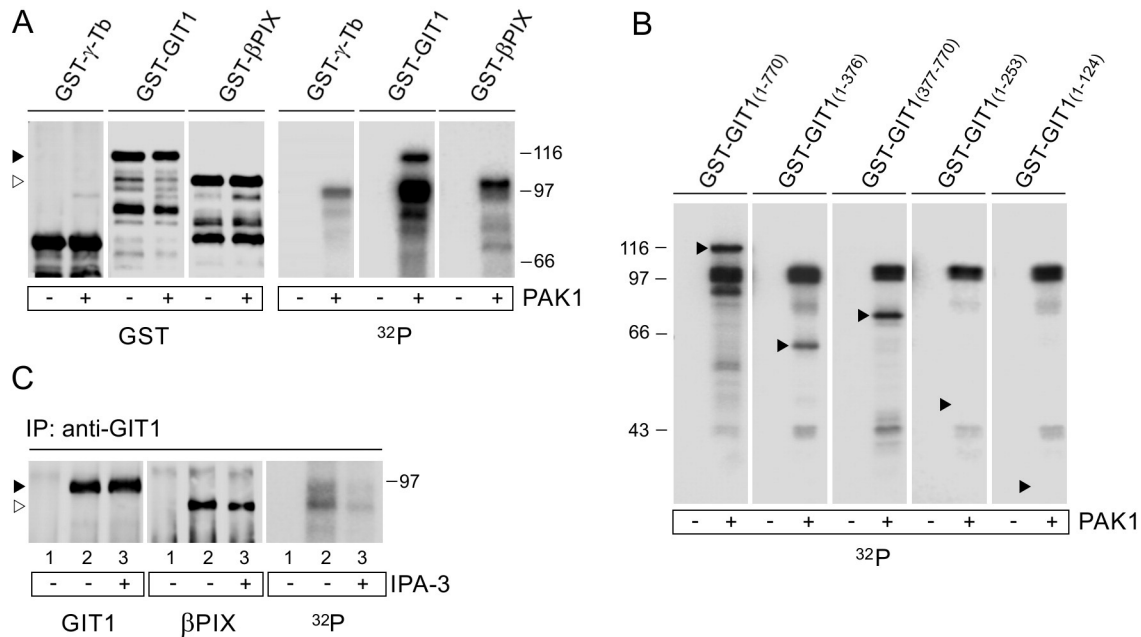 A
GST-γ-Tb
GST-GIT1
GST-βPIX
GST-γ-Tb
GST-GIT1
GST-βPIX
116
97
66
- + - + - + - + - + - + PAK1
GST
32P
B
GST-GIT1(1-770)
GST-GIT1(1-376)
GST-GIT1(377-770)
GST-GIT1(1-253)
GST-GIT1(1-124)
116
97
66
43
- + - + - + - + - + PAK1
32P
C
IP: anti-GIT1
97
1 2 3 1 2 3 1 2 3
- - + - - + - - + IPA-3
GIT1
βPIX
32P